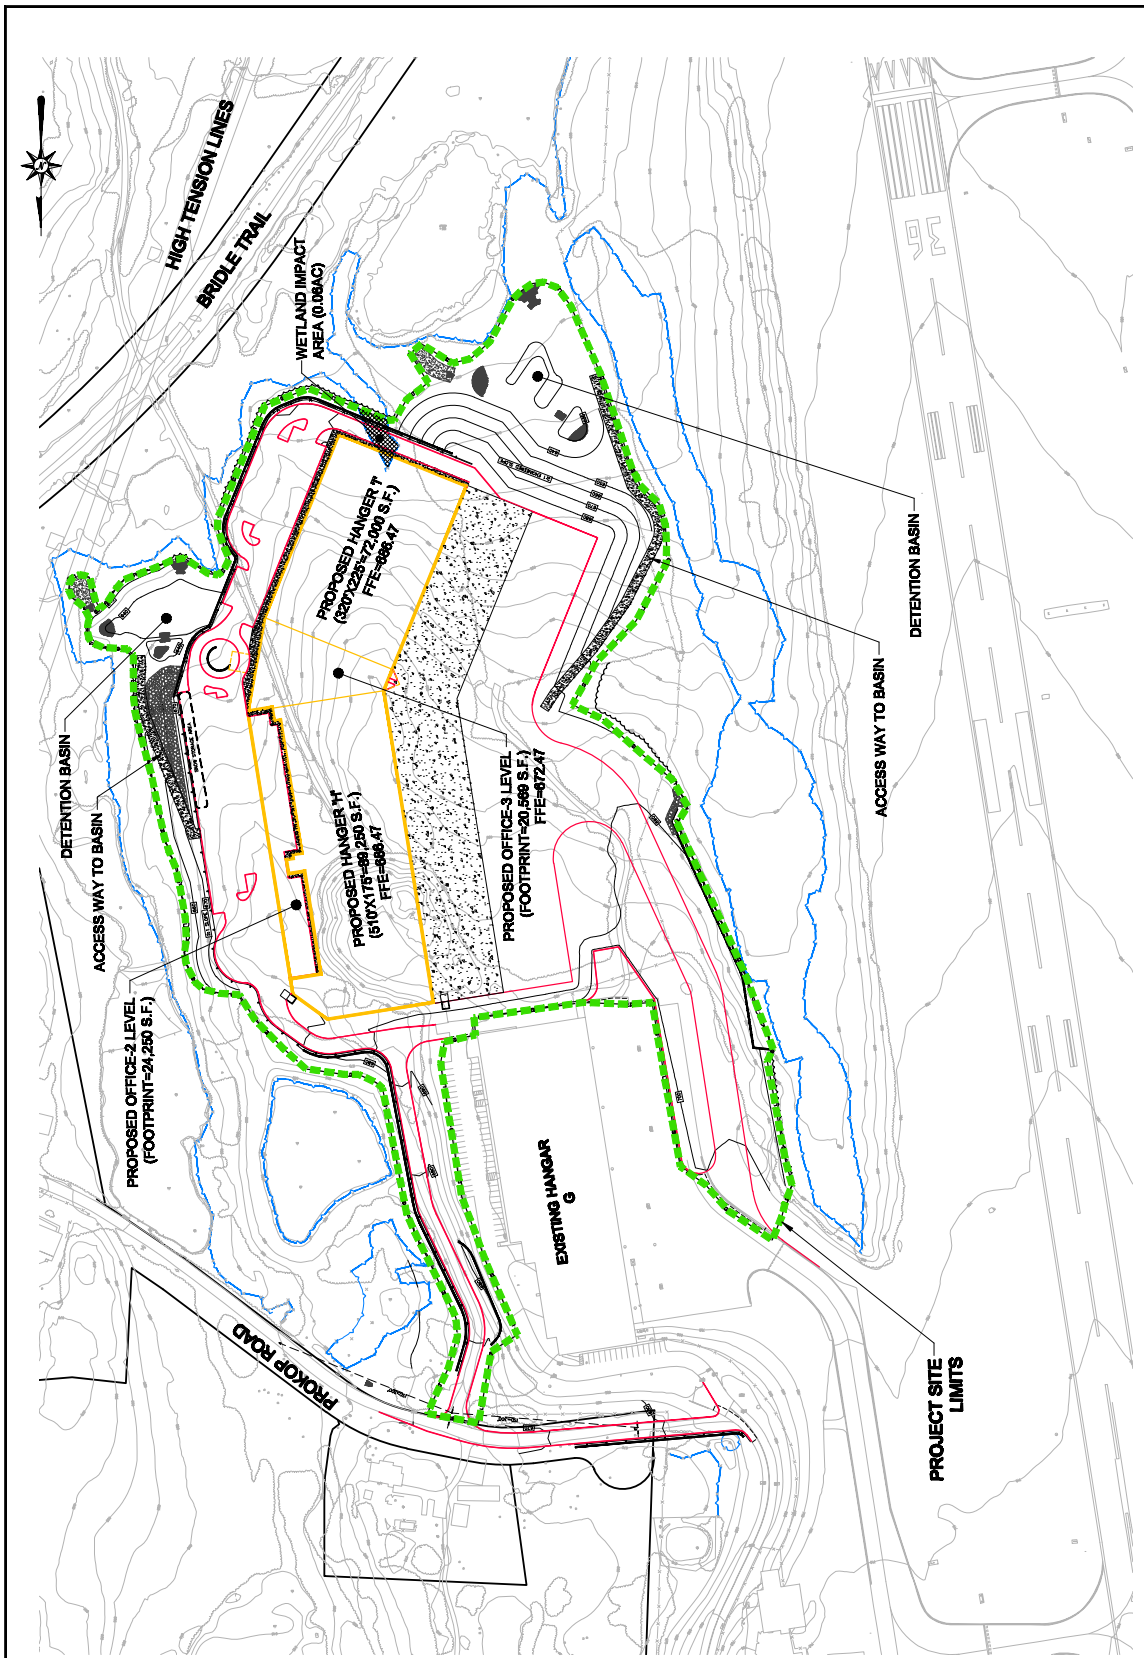 HIGH TENSION LINES
BRIDLE TRAIL
WETLAND IMPACT
AREA (0.06AC)
PROPOSED HANGER 'I'
(320'X225'=72,000 S.F.)
FFE=686.47
DETENTION BASIN
ACCESS WAY TO BASIN
DETENTION BASIN
ACCESS WAY TO BASIN
PROPOSED OFFICE-3 LEVEL
(FOOTPRINT=20,569 S.F.)
FFE=672.47
PROPOSED HANGER 'H'
(510'X175'=89,250 S.F.)
FFE=686.47
PROPOSED OFFICE-2 LEVEL
(FOOTPRINT=24,250 S.F.)
EXISTING HANGAR
G
PROKOP ROAD
PROJECT SITE
LIMITS
N